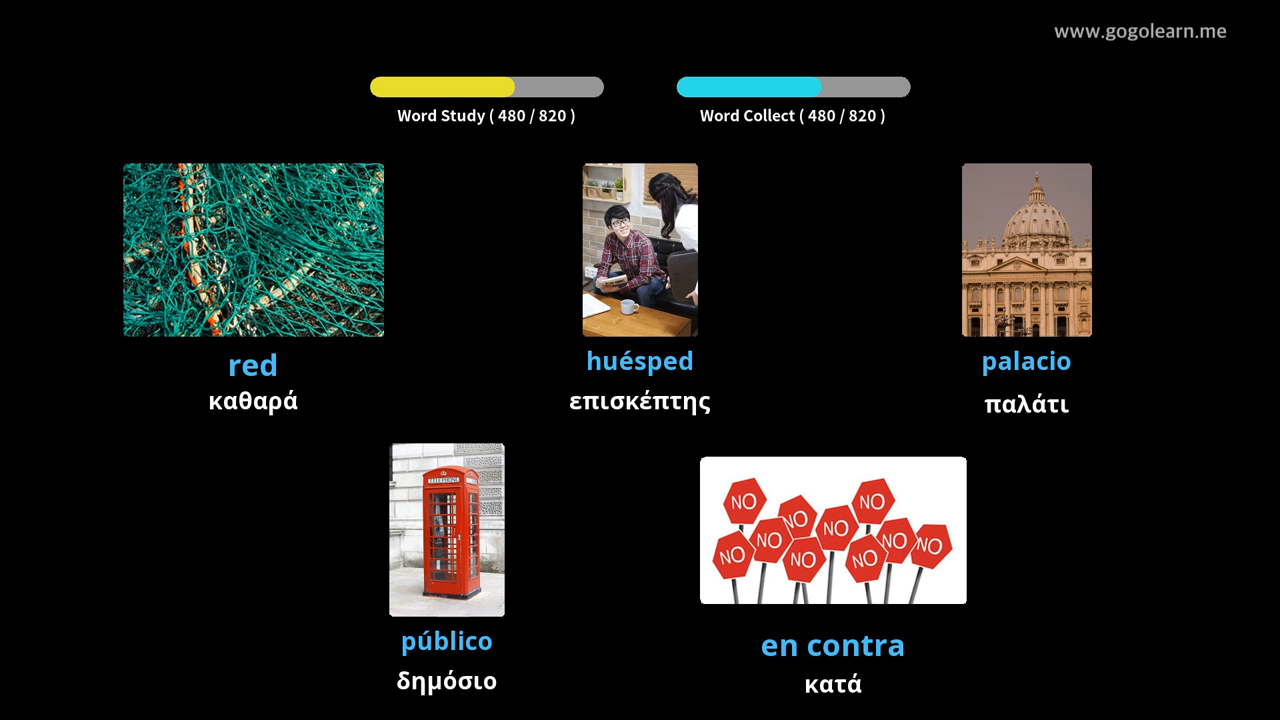 www.gogolearn.me
Word Study ( 480 / 820 )
Word Collect ( 480 / 820 )
red
καθαρά
huésped
επισκέπτης
palacio
παλάτι
TELEPHONE
público
δημόσιο
NO
NO
NO
NO
NO
NO
NO
NO
NO
NO
en contra
κατά